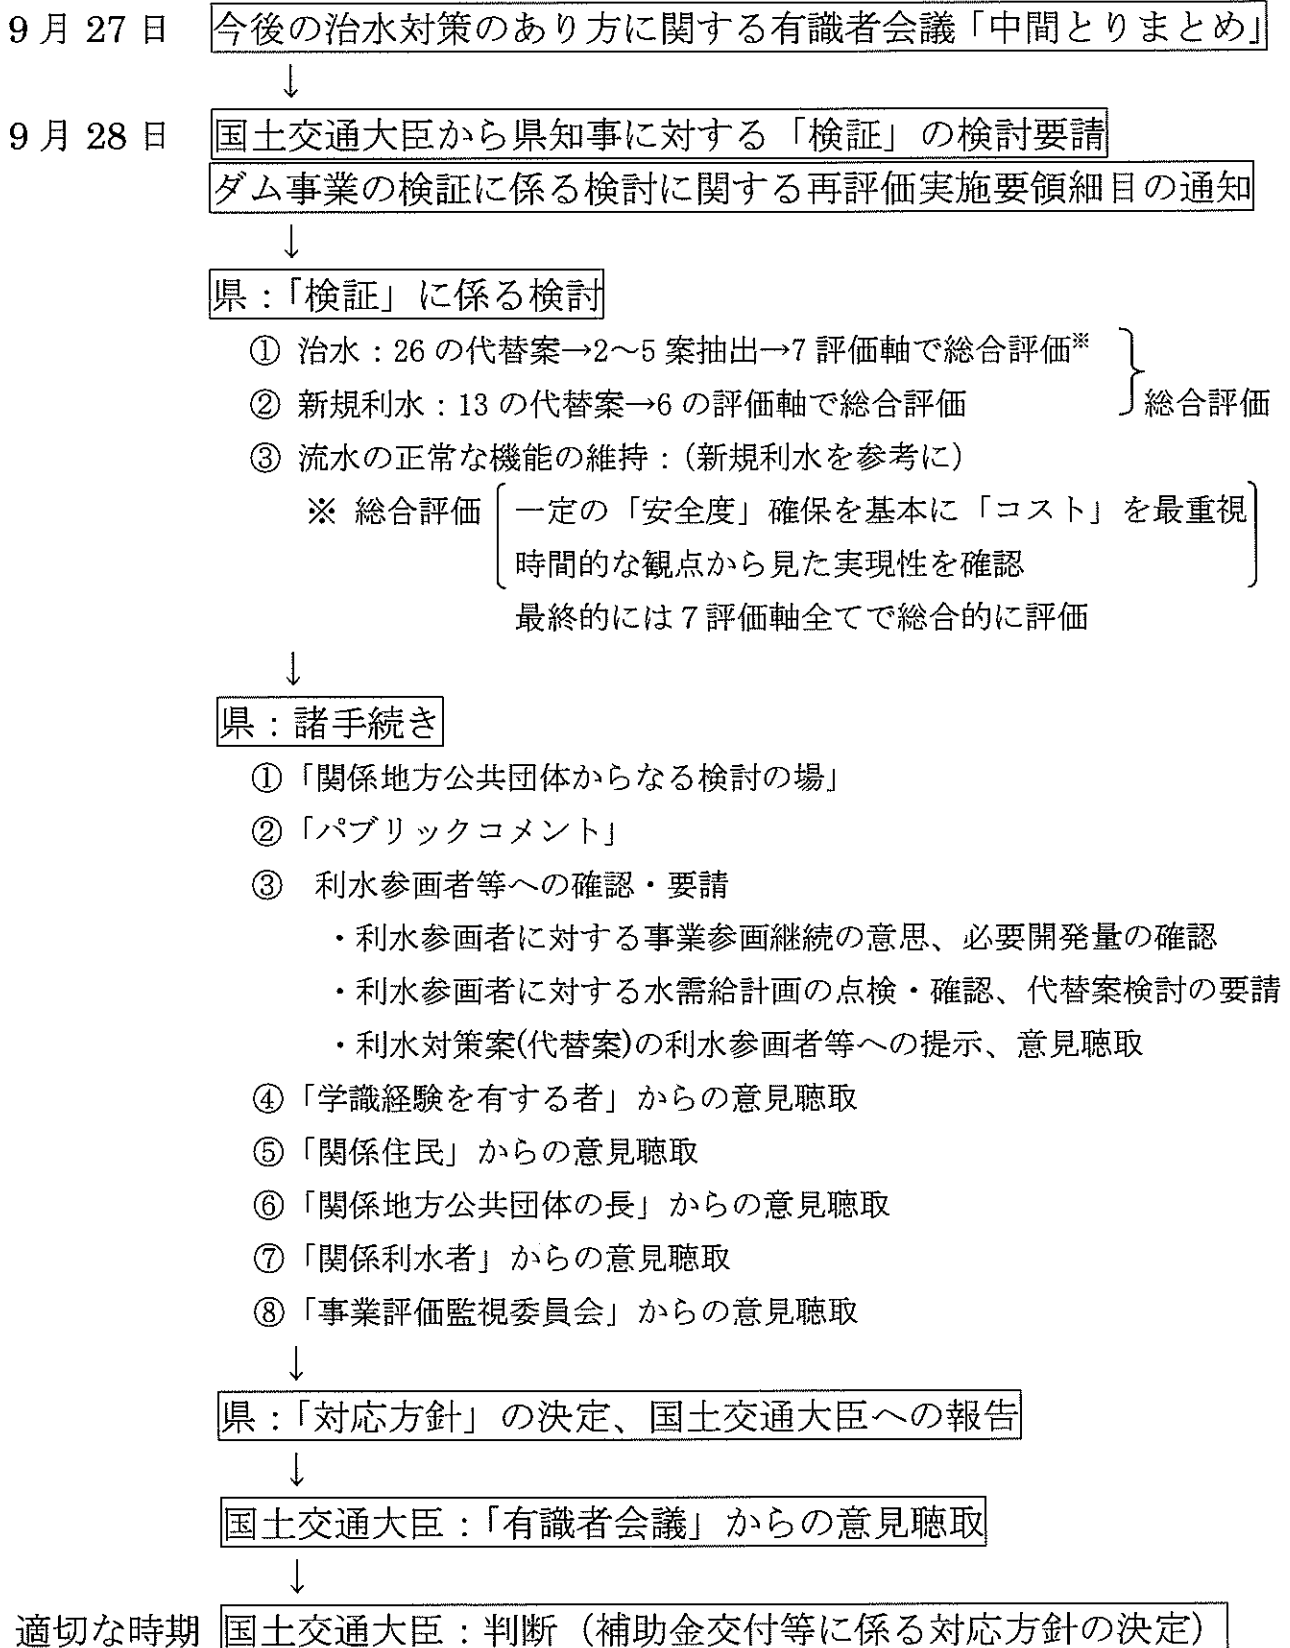 9月27日 今後の治水対策のあり方に関する有識者会議「中間とりまとめ」
↓
9月28日 国土交通大臣から県知事に対する「検証」の検討要請
ダム事業の検証に係る検討に関する再評価実施要領細目の通知
↓
県：「検証」に係る検討
① 治水：26の代替案→2～5案抽出→7評価軸で総合評価※
② 新規利水：13の代替案→6の評価軸で総合評価 総合評価
③ 流水の正常な機能の維持：(新規利水を参考に)
※ 総合評価 一定の「安全度」確保を基本に「コスト」を最重視
時間的な観点から見た実現性を確認
最終的には7評価軸全てで総合的に評価
↓
県：諸手続き
①「関係地方公共団体からなる検討の場」
②「パブリックコメント」
③ 利水参画者等への確認・要請
・利水参画者に対する事業参画継続の意思、必要開発量の確認
・利水参画者に対する水需給計画の点検・確認、代替案検討の要請
・利水対策案(代替案)の利水参画者等への提示、意見聴取
④「学識経験を有する者」からの意見聴取
⑤「関係住民」からの意見聴取
⑥「関係地方公共団体の長」からの意見聴取
⑦「関係利水者」からの意見聴取
⑧「事業評価監視委員会」からの意見聴取
↓
県：「対応方針」の決定、国土交通大臣への報告
↓
国土交通大臣：「有識者会議」からの意見聴取
↓
適切な時期 国土交通大臣：判断（補助金交付等に係る対応方針の決定）